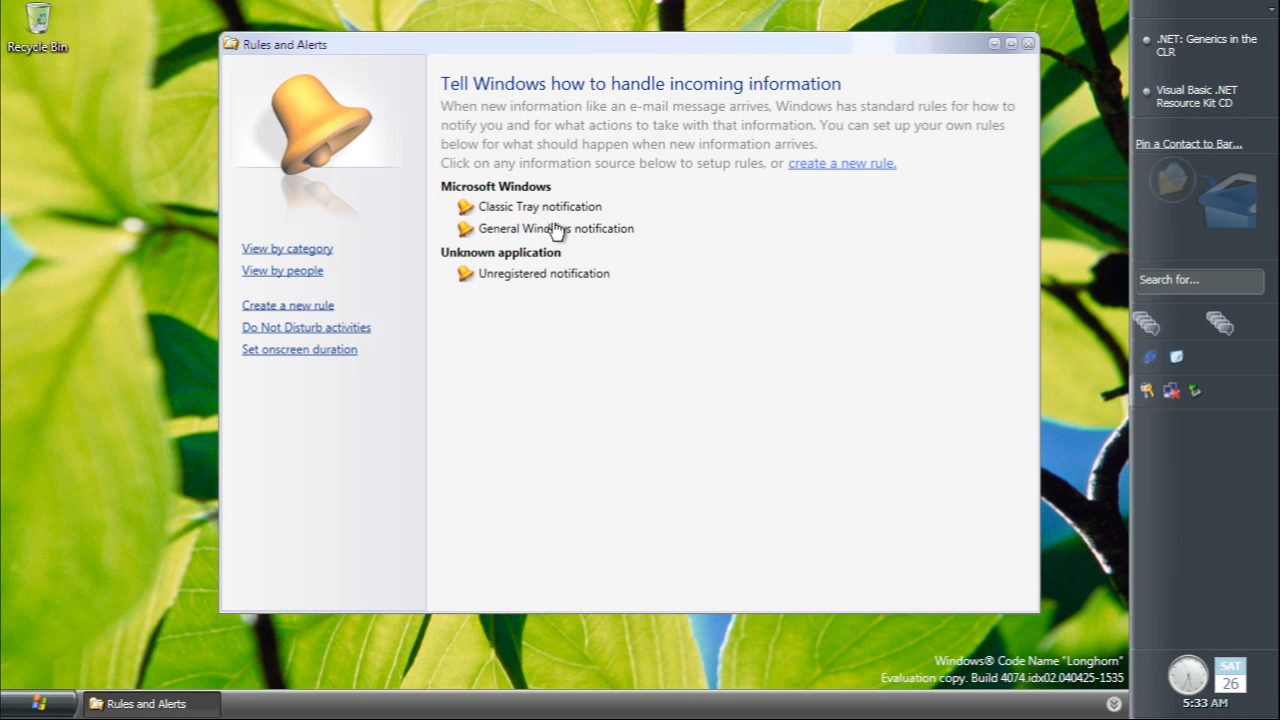 Recycle Bin
Rules and Alerts
Tell Windows how to handle incoming information
When new information like an e-mail message arrives, Windows has standard rules for how to
notify you and for what actions to take with that information. You can set up your own rules
below for what should happen when new information arrives.
Click on any information source below to setup rules, or create a new rule.
Microsoft Windows
Classic Tray notification
General Windows notification
Unknown application
Unregistered notification
View by category
View by people
Create a new rule
Do Not Disturb activities
Set onscreen duration
.NET: Generics in the
CLR
Visual Basic .NET
Resource Kit CD
Pin a Contact to Bar...
Search for...
Windows® Code Name "Longhorn"
Evaluation copy. Build 4074.idx02.040425-1535
Rules and Alerts
SAT
26
5:33 AM